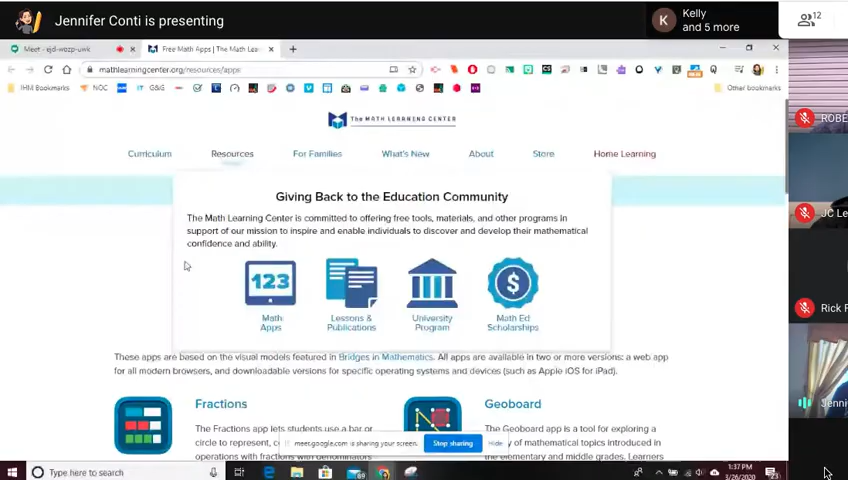 Jennifer Conti is presenting
Kelly
and 5 more
12
K
Meet - ejd-wozp-uwk
Free Math Apps | The Math Lear
mathlearningcenter.org/resources/apps
IHM Bookmarks
NOC
IT
G&G
Other bookmarks
THE MATH LEARNING CENTER
Curriculum
Resources
For Families
What's New
About
Store
Home Learning
Giving Back to the Education Community
The Math Learning Center is committed to offering free tools, materials, and other programs in
support of our mission to inspire and enable individuals to discover and develop their mathematical
confidence and ability.
123
Math
Apps
Lessons &
Publications
University
Program
$
Math Ed
Scholarships
These apps are based on the visual models featured in Bridges in Mathematics. All apps are available in two or more versions: a web app
for all modern browsers, and downloadable versions for specific operating systems and devices (such as Apple iOS for iPad).
Fractions
The Fractions app lets students use a bar or
circle to represent, c
operations with fractions with denominators
Geoboard
The Geoboard app is a tool for exploring a
y of mathematical topics introduced in
the elementary and middle grades. Learners
meet.google.com is sharing your screen.
Stop sharing
Hide
ROBE
JC Le
Rick F
Jenni
Type here to search
1:37 PM
3/26/2020